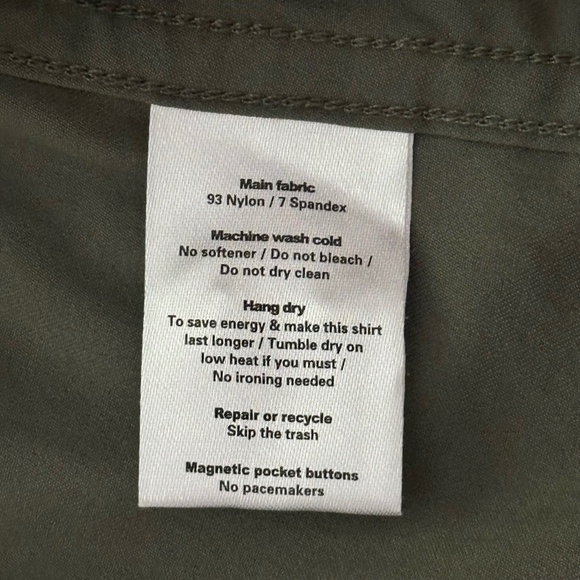 Main fabric
93 Nylon / 7 Spandex
Machine wash cold
No softener / Do not bleach /
Do not dry clean
Hang dry
To save energy & make this shirt
last longer / Tumble dry on
low heat if you must /
No ironing needed
Repair or recycle
Skip the trash
Magnetic pocket buttons
No pacemakers